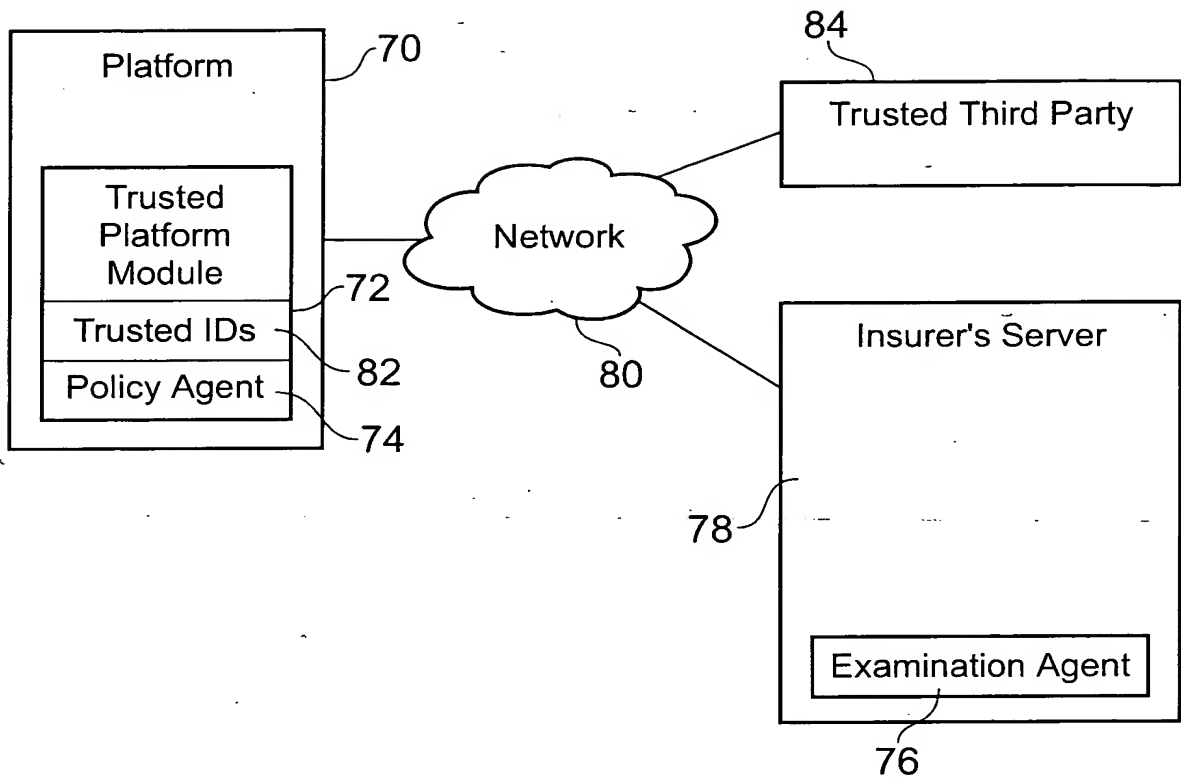 Platform
70
Trusted
Platform
Module
72
Trusted IDs
82
Policy Agent
74
Network
80
84
Trusted Third Party
Insurer's Server
78
Examination Agent
76